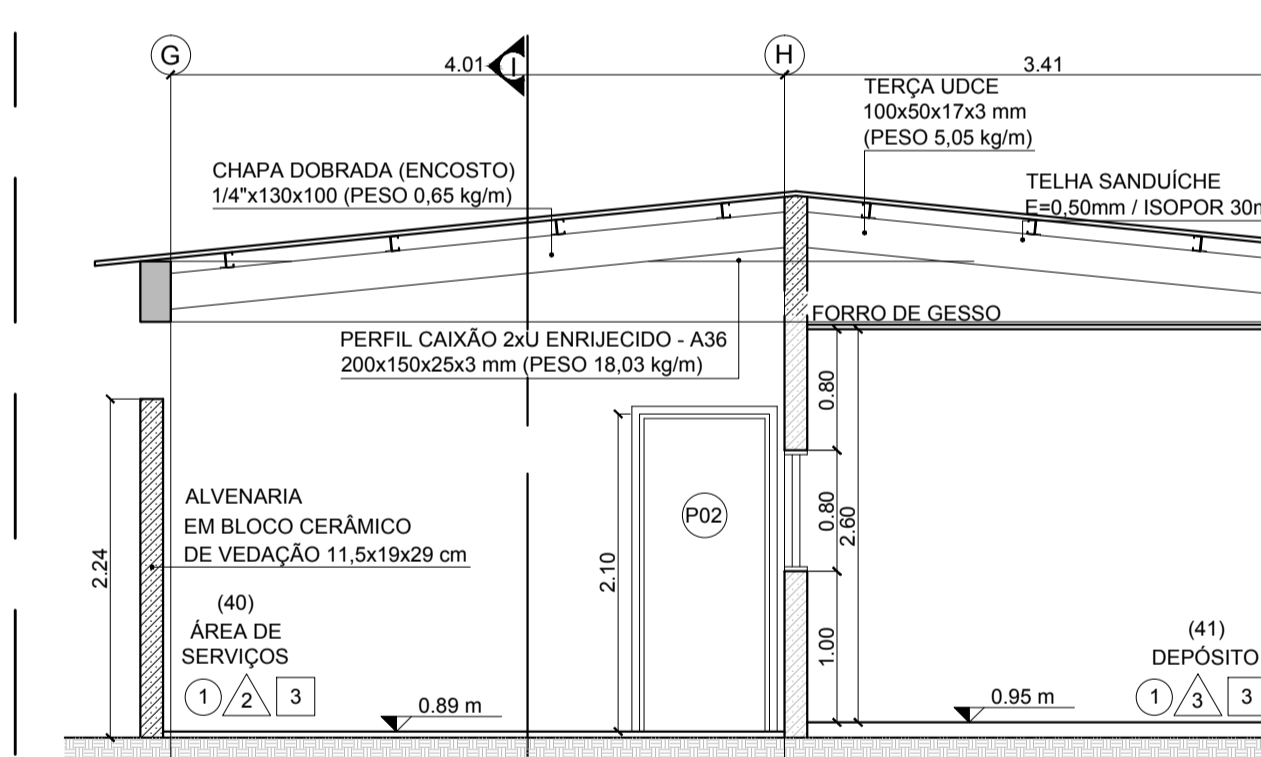 G
4.01
I
H
3.41
TERÇA UDCE
100x50x17x3 mm
(PESO 5,05 kg/m)
CHAPA DOBRADA (ENCOSTO)
1/4"x130x100 (PESO 0,65 kg/m)
TELHA SANDUÍCHE
E=0,50mm / ISOPOR 30m
FORRO DE GESSO
PERFIL CAIXÃO 2xU ENRIJECIDO - A36
200x150x25x3 mm (PESO 18,03 kg/m)
0.80
ALVENARIA
EM BLOCO CERÂMICO
DE VEDAÇÃO 11,5x19x29 cm
P02
0.80
2.60
2.24
2.10
(40)
ÁREA DE
SERVIÇOS
1 2 3
0.89 m
1.00
0.95 m
(41)
DEPÓSITO
1 3 3